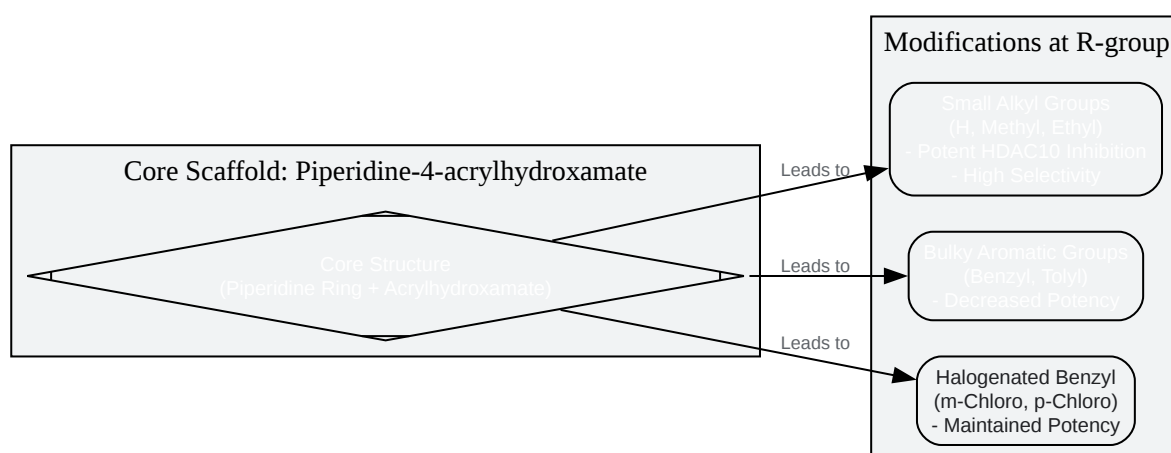 Core Scaffold: Piperidine-4-acrylhydroxamate
Core Structure
(Piperidine Ring + Acrylhydroxamate)
Leads to
Leads to
Leads to
Modifications at R-group
Small Alkyl Groups
(H, Methyl, Ethyl)
- Potent HDAC10 Inhibition
- High Selectivity
Bulky Aromatic Groups
(Benzyl, Tolyl)
- Decreased Potency
Halogenated Benzyl
(m-Chloro, p-Chloro)
- Maintained Potency